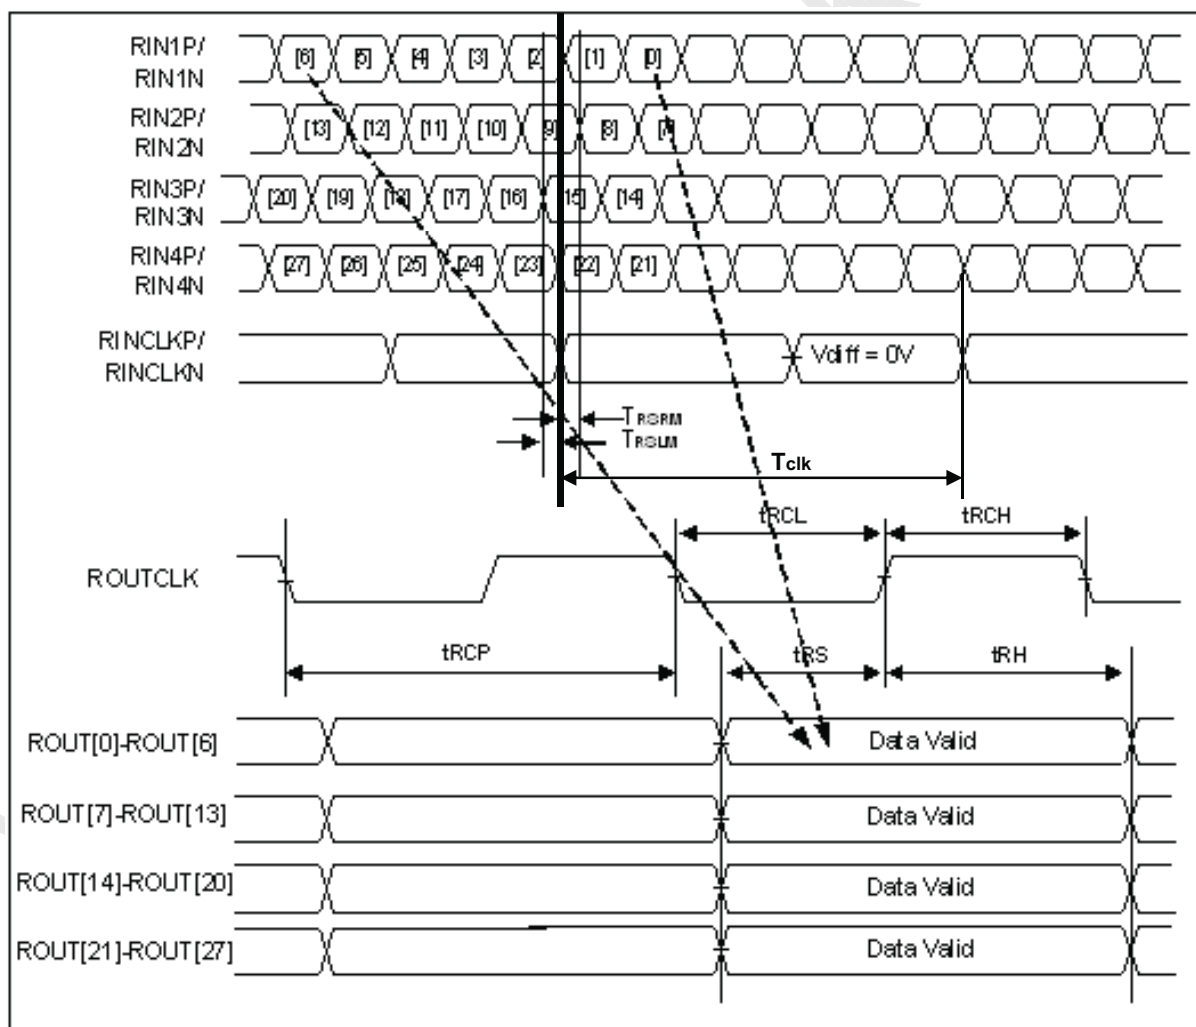 RIN1P/
RIN1N
[6] [5] [4] [3] [2] [1] [0]
RIN2P/
RIN2N
[13] [12] [11] [10] [9] [8]
RIN3P/
RIN3N
[20] [19] [18] [17] [16] 15] [14]
RIN4P/
RIN4N
[27] [26] [25] [24] [23] [22] [21]
RINCLKP/
RINCLKN
Vdiff = 0V
TRSRM
TRSLM
Tclk
tRCL tRCH
ROUTCLK
tRCP tRS tRH
ROUT[0]-ROUT[6] Data Valid
ROUT[7]-ROUT[13] Data Valid
ROUT[14]-ROUT[20] Data Valid
ROUT[21]-ROUT[27] Data Valid